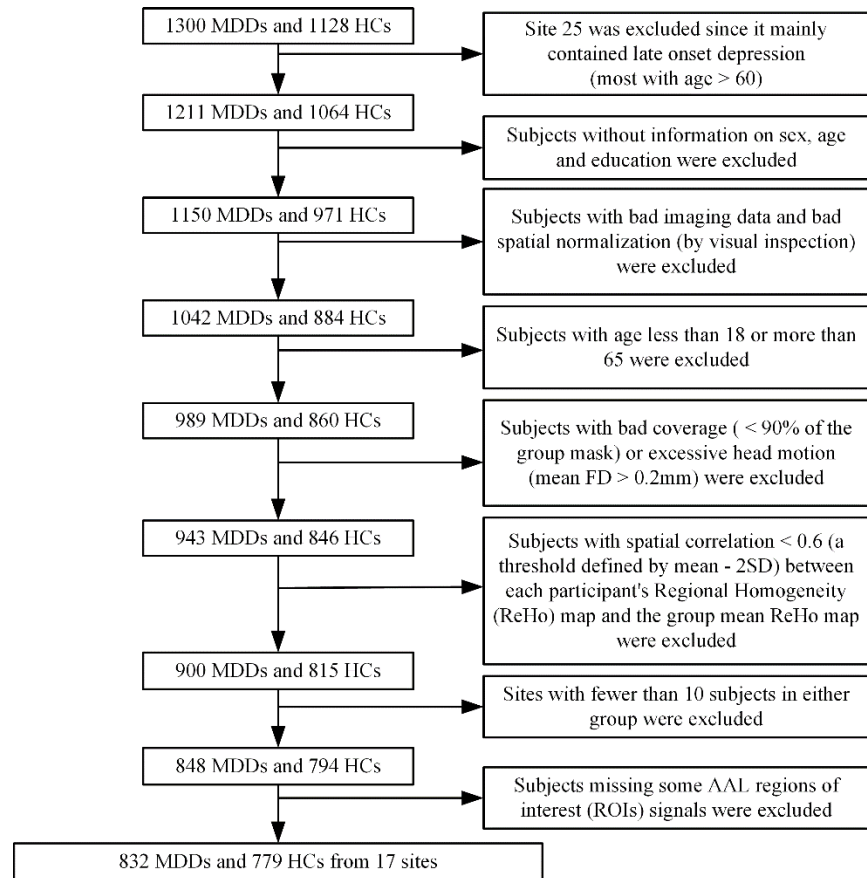 1300 MDDs and 1128 HCs
Site 25 was excluded since it mainly
contained late onset depression
(most with age > 60)
1211 MDDs and 1064 HCs
Subjects without information on sex, age
and education were excluded
1150 MDDs and 971 HCs
Subjects with bad imaging data and bad
spatial normalization (by visual inspection)
were excluded
1042 MDDs and 884 HCs
Subjects with age less than 18 or more than
65 were excluded
989 MDDs and 860 HCs
Subjects with bad coverage ( < 90% of the
group mask) or excessive head motion
(mean FD > 0.2mm) were excluded
943 MDDs and 846 HCs
Subjects with spatial correlation < 0.6 (a
threshold defined by mean - 2SD) between
each participant's Regional Homogeneity
(ReHo) map and the group mean ReHo map
were excluded
900 MDDs and 815 HCs
Sites with fewer than 10 subjects in either
group were excluded
848 MDDs and 794 HCs
Subjects missing some AAL regions of
interest (ROIs) signals were excluded
832 MDDs and 779 HCs from 17 sites